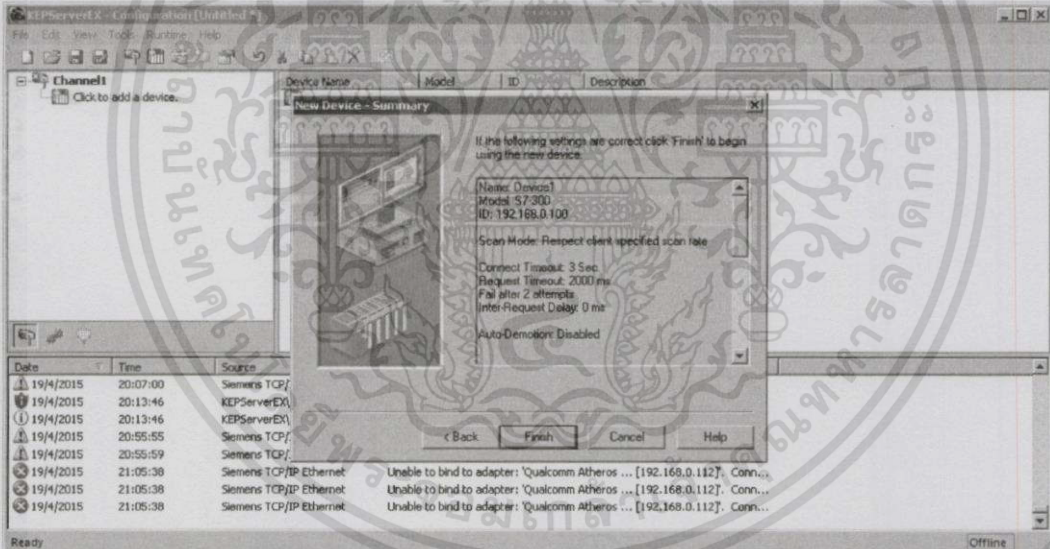 KEPServerEX - Configuration [Untitled *]
File Edit View Tools Runtime Help
Channel1
Click to add a device.
Device Name Model ID Description
New Device - Summary
If the following settings are correct click 'Finish' to begin
using the new device.
Name: Device1
Model: S7-300
ID: 192.168.0.100
Scan Mode: Respect client specified scan rate
Connect Timeout: 3 Sec.
Request Timeout: 2000 ms
Fail after 2 attempts
Inter-Request Delay: 0 ms
Auto-Demotion: Disabled
< Back Finish Cancel Help
Date Time Source
19/4/2015 20:07:00 Siemens TCP/
19/4/2015 20:13:46 KEPServerEX\
19/4/2015 20:13:46 KEPServerEX\
19/4/2015 20:55:55 Siemens TCP/
19/4/2015 20:55:59 Siemens TCP/
19/4/2015 21:05:38 Siemens TCP/IP Ethernet Unable to bind to adapter: 'Qualcomm Atheros ... [192.168.0.112]'. Conn...
19/4/2015 21:05:38 Siemens TCP/IP Ethernet Unable to bind to adapter: 'Qualcomm Atheros ... [192.168.0.112]'. Conn...
19/4/2015 21:05:38 Siemens TCP/IP Ethernet Unable to bind to adapter: 'Qualcomm Atheros ... [192.168.0.112]'. Conn...
Ready Offline